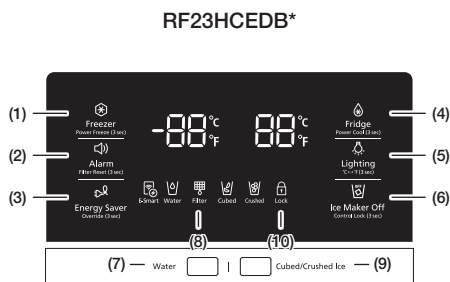 RF23HCEDB*
(1)
Freezer
Power Freeze (3 sec)
(2)
Alarm
Filter Reset (3 sec)
(3)
Energy Saver
Override (3 sec)
-88 °C °F
88 °C °F
(4)
Fridge
Power Cool (3 sec)
(5)
Lighting
°C↔°F (3 sec)
(6)
OFF
Ice Maker Off
Control Lock (3 sec)
E-Smart Water Filter Cubed Crushed Lock
(8) (10)
(7) Water | Cubed/Crushed Ice (9)